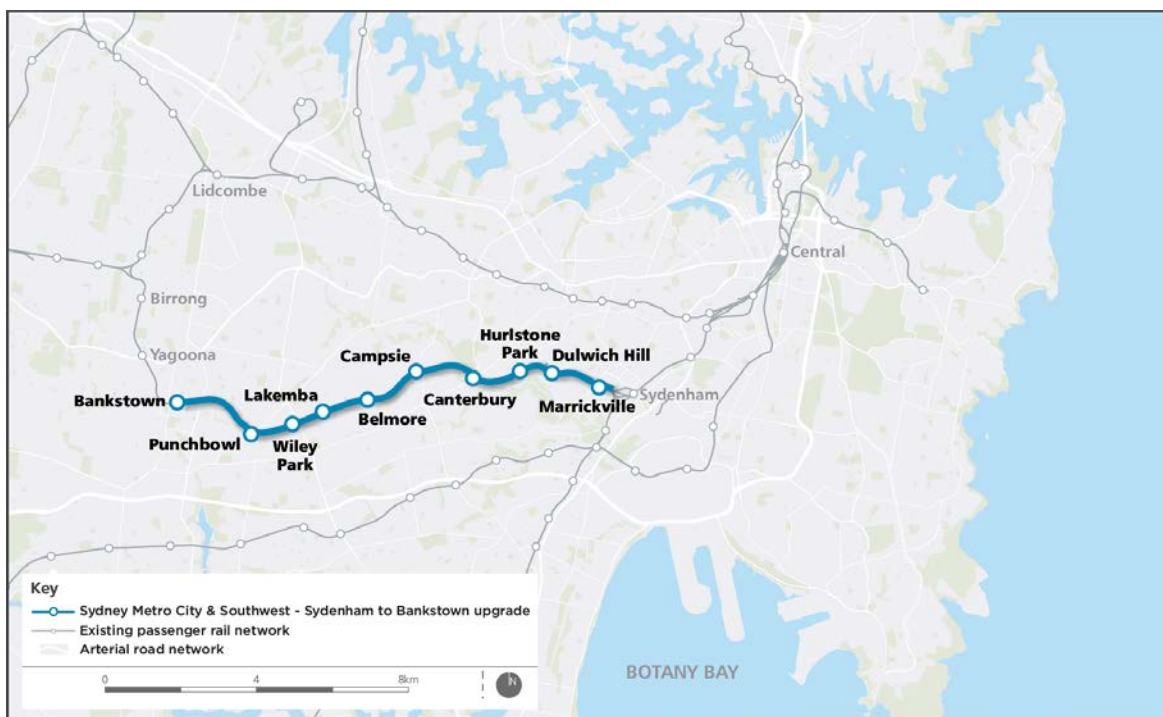 Lidcombe
Central
Birrong
Yagoona
Hurlstone
Park
Campsie
Dulwich Hill
Bankstown
Lakemba
Canterbury
Sydenham
Marrickville
Belmore
Punchbowl
Wiley
Park
Key
Sydney Metro City & Southwest - Sydenham to Bankstown upgrade
Existing passenger rail network
Arterial road network
0 4 8km
N
BOTANY BAY